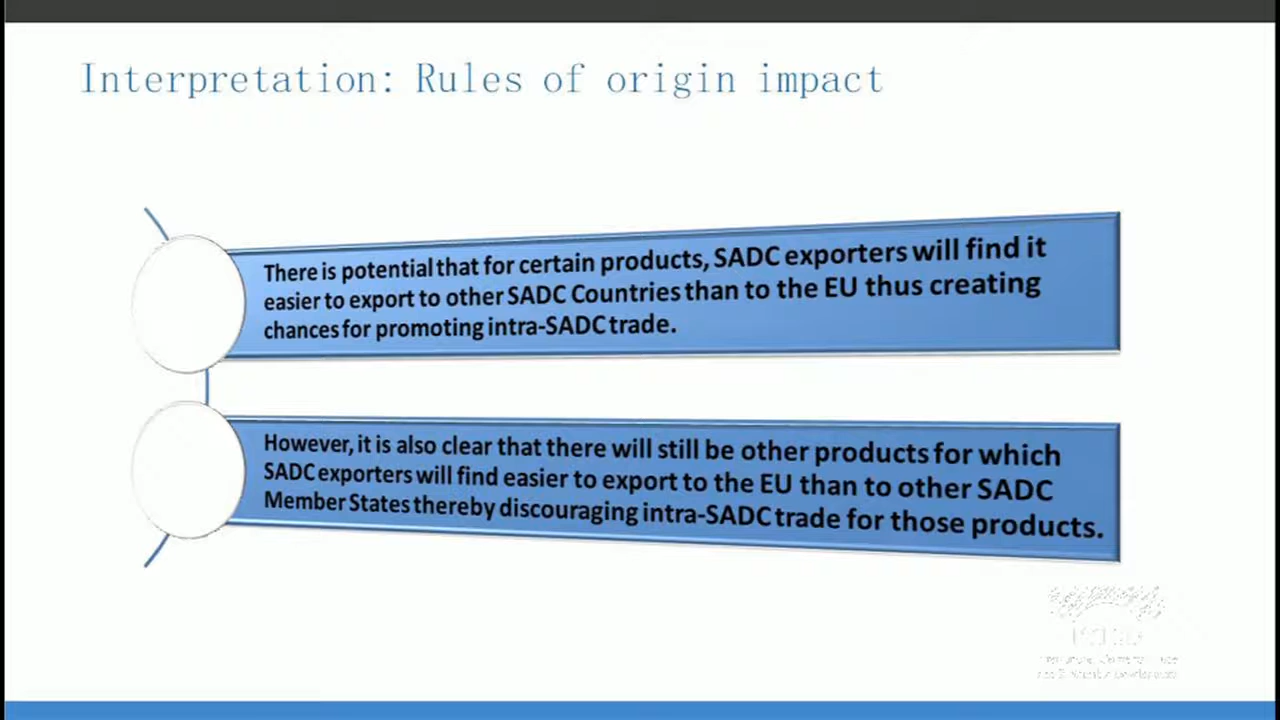 Interpretation: Rules of origin impact
There is potential that for certain products, SADC exporters will find it
easier to export to other SADC Countries than to the EU thus creating
chances for promoting intra-SADC trade.
However, it is also clear that there will still be other products for which
SADC exporters will find easier to export to the EU than to other SADC
Member States thereby discouraging intra-SADC trade for those products.